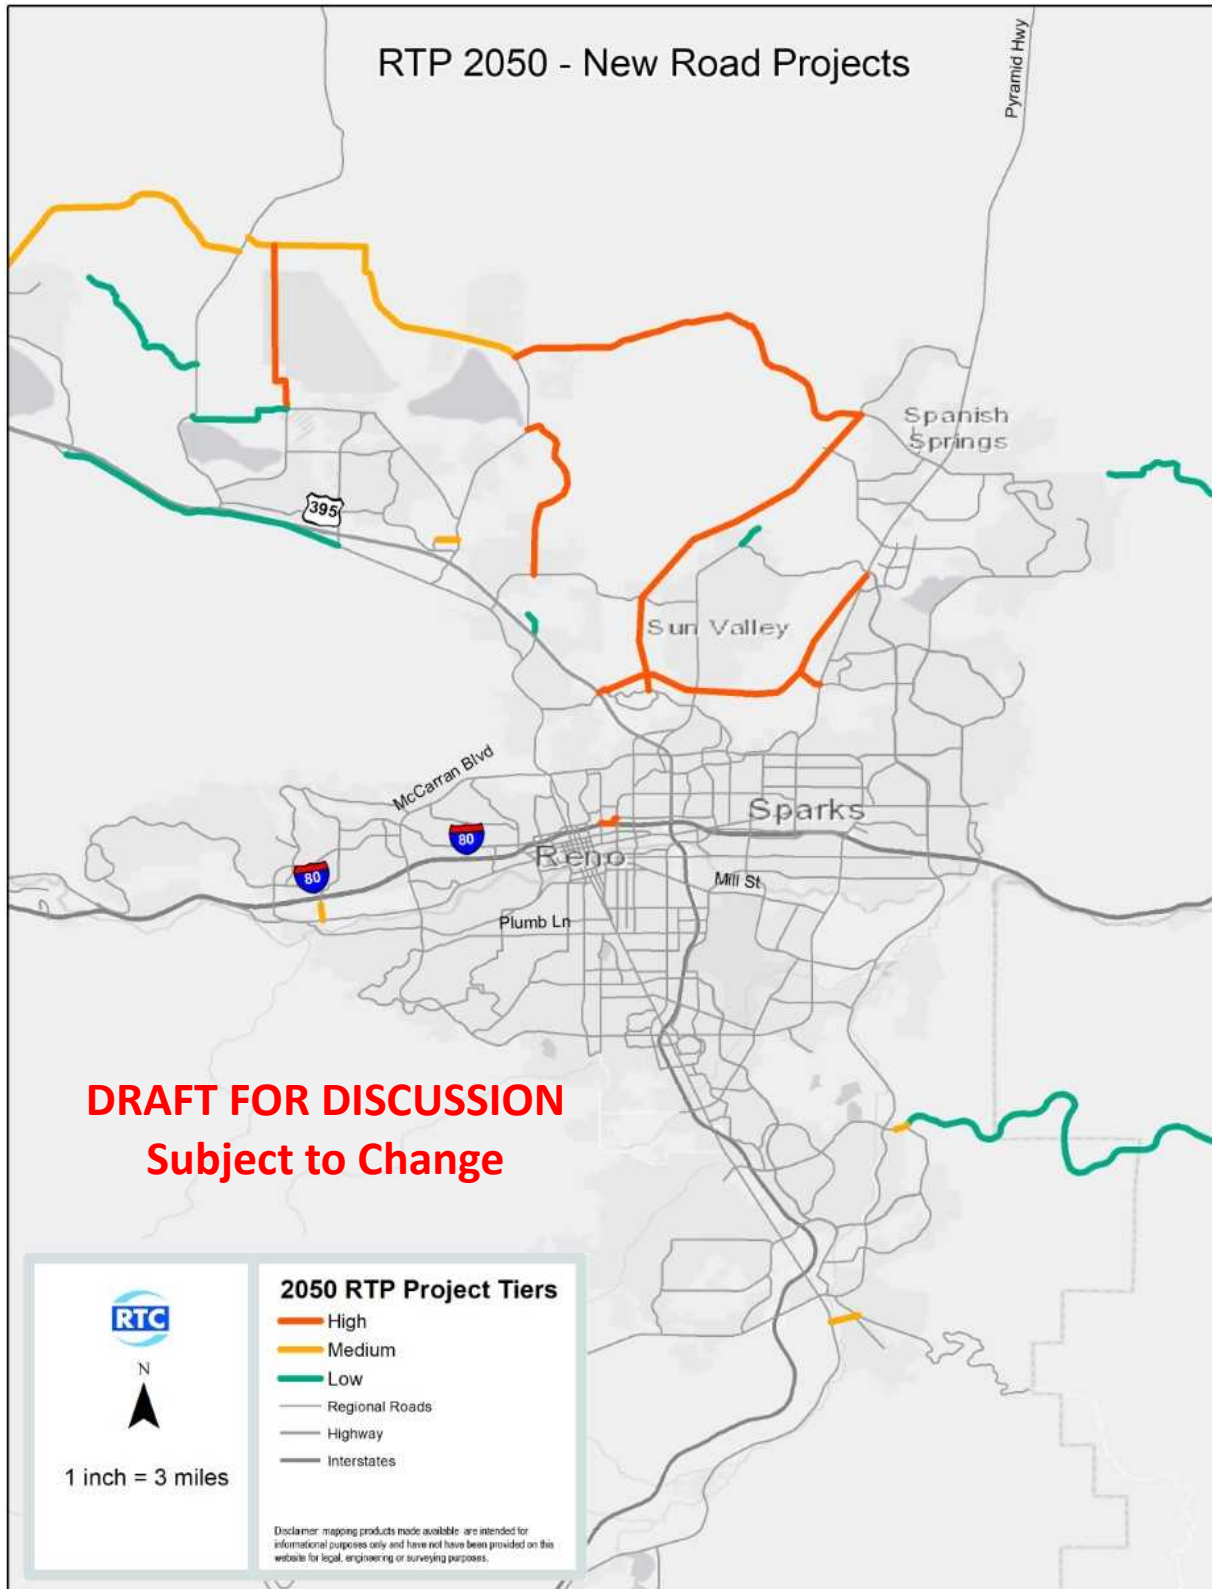 RTP 2050 - New Road Projects
Pyramid Hwy
Spanish
Springs
395
Sun Valley
McCarran Blvd
80
Sparks
Reno
80
Mill St
Plumb Ln
DRAFT FOR DISCUSSION
Subject to Change
RTC
N
1 inch = 3 miles
2050 RTP Project Tiers
High
Medium
Low
Regional Roads
Highway
Interstates
Disclaimer: mapping products made available are intended for
informational purposes only and have not have been provided on this
website for legal, engineering or surveying purposes.